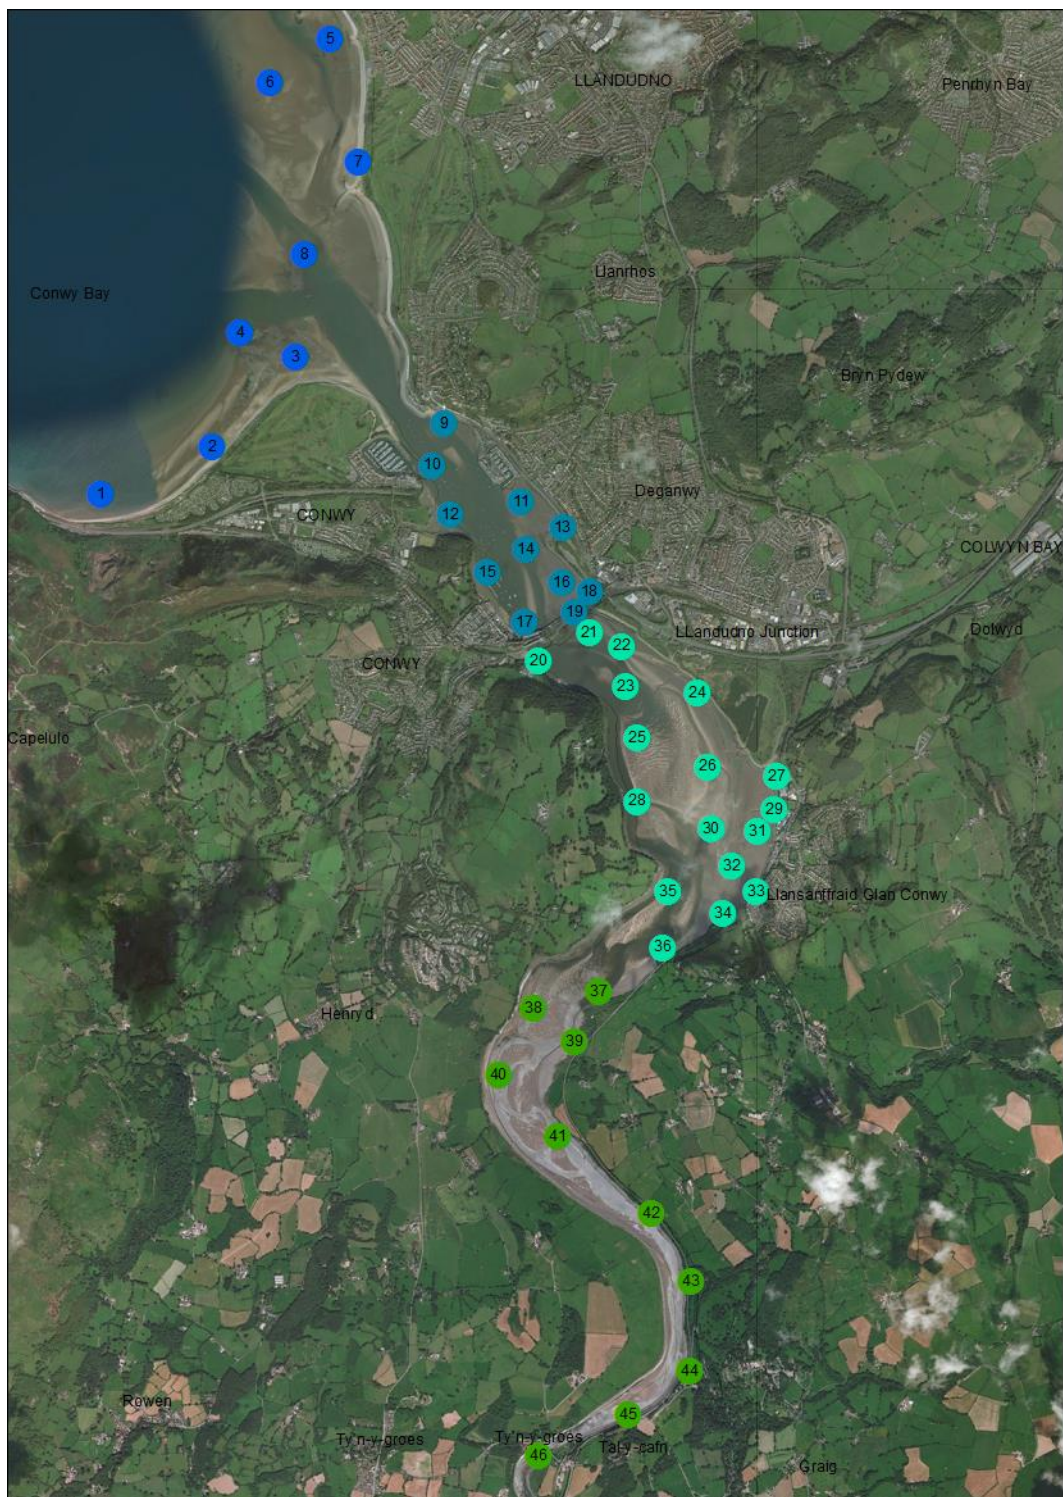 5
LLANDUDNO
Penrhyn Bay
6
7
8
Llanrhos
Conwy Bay
4
3
Bryn Pydew
9
2
10
Deganwy
1
11
CONWY
12
13
COLWYN BAY
14
15
16
18
19
17
21
LLandudno Junction
Dolwyd
22
20
CONWY
23
24
Capelulo
25
26
27
28
29
30
31
32
35
33
Llansanffraid Glan Conwy
34
36
37
38
Henryd
39
40
41
42
43
44
Rowen
45
Ty'n-y-groes
Ty'n-y-groes
Tal-y-cafn
46
Graig